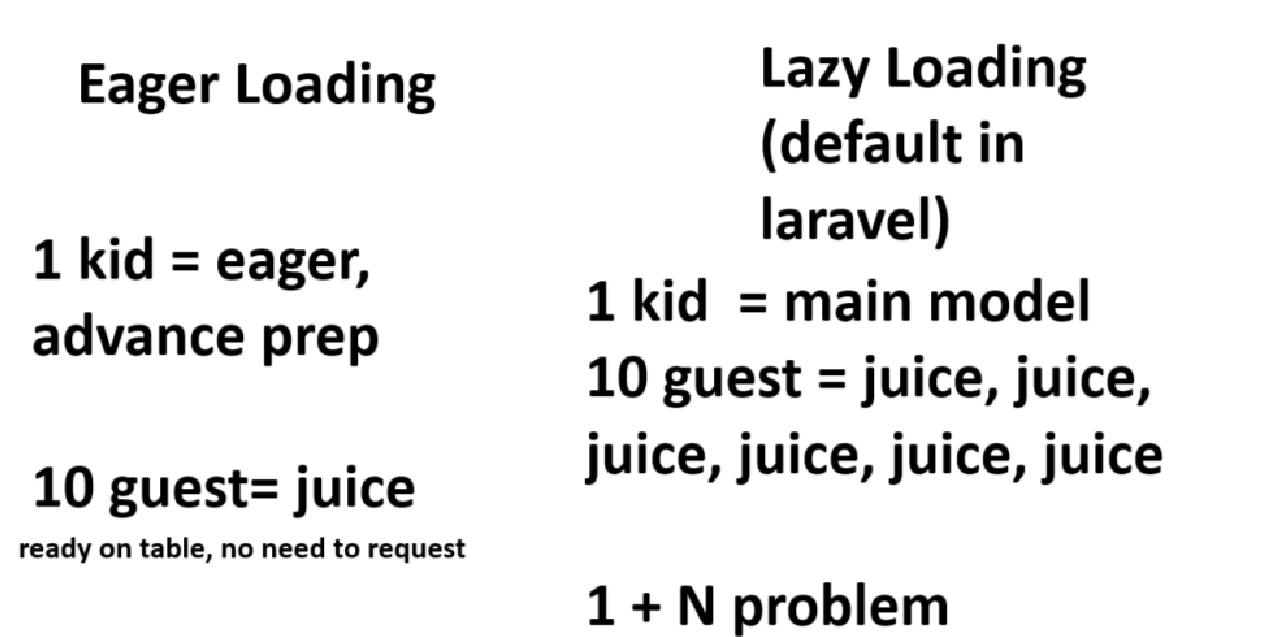 Eager Loading
1 kid = eager,
advance prep
10 guest= juice
ready on table, no need to request
Lazy Loading
(default in
laravel)
1 kid  = main model
10 guest = juice, juice,
juice, juice, juice, juice
1 + N problem